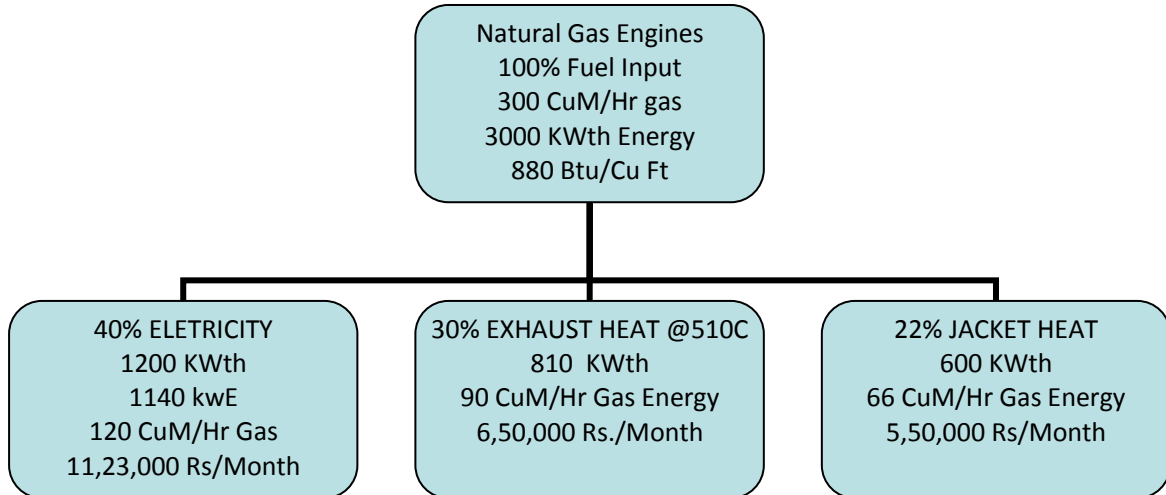 Natural Gas Engines
100% Fuel Input
300 CuM/Hr gas
3000 KWth Energy
880 Btu/Cu Ft
40% ELETRICITY
1200 KWth
1140 kwE
120 CuM/Hr Gas
11,23,000 Rs/Month
30% EXHAUST HEAT @510C
810 KWth
90 CuM/Hr Gas Energy
6,50,000 Rs./Month
22% JACKET HEAT
600 KWth
66 CuM/Hr Gas Energy
5,50,000 Rs/Month